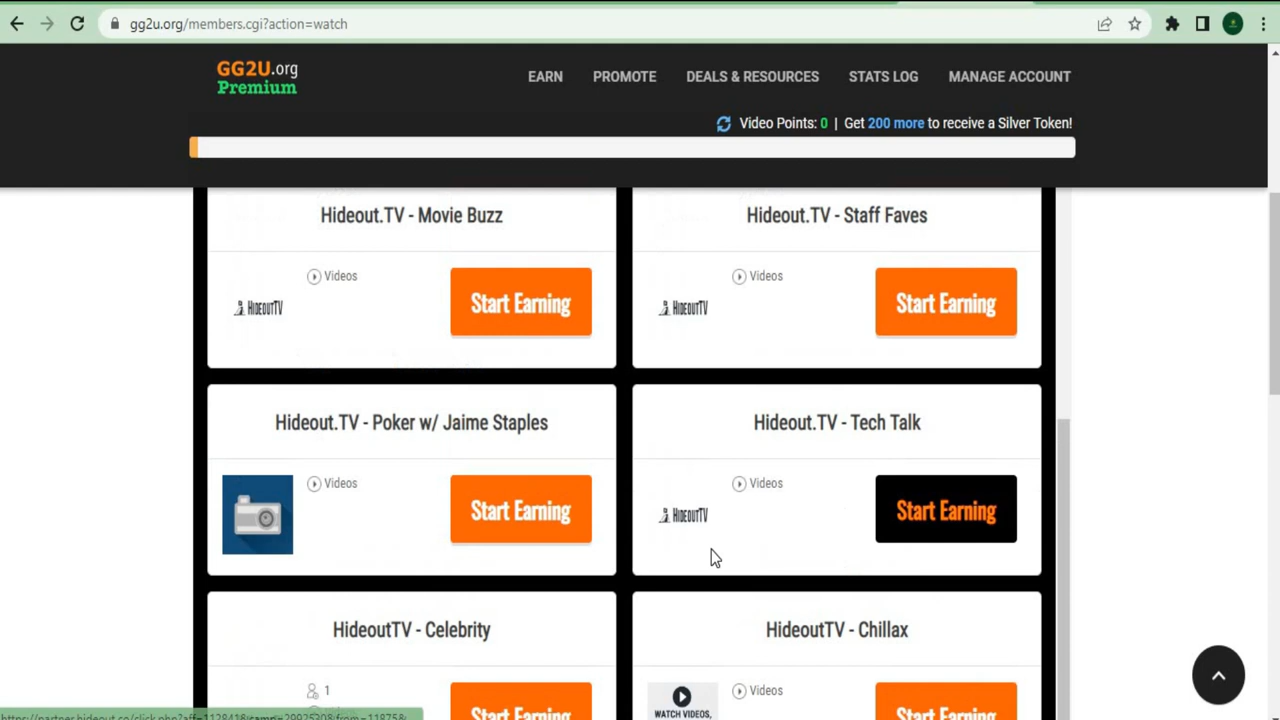 gg2u.org/members.cgi?action=watch
GG2U.org
Premium
EARN PROMOTE DEALS & RESOURCES STATS LOG MANAGE ACCOUNT
Video Points: 0 | Get 200 more to receive a Silver Token!
Hideout.TV - Movie Buzz
Videos
HIDEOUTTV
Start Earning
Hideout.TV - Staff Faves
Videos
HIDEOUTTV
Start Earning
Hideout.TV - Poker w/ Jaime Staples
Videos
Start Earning
Hideout.TV - Tech Talk
Videos
HIDEOUTTV
Start Earning
HideoutTV - Celebrity
1
Start Earning
HideoutTV - Chillax
Videos
WATCH VIDEOS,
Start Earning